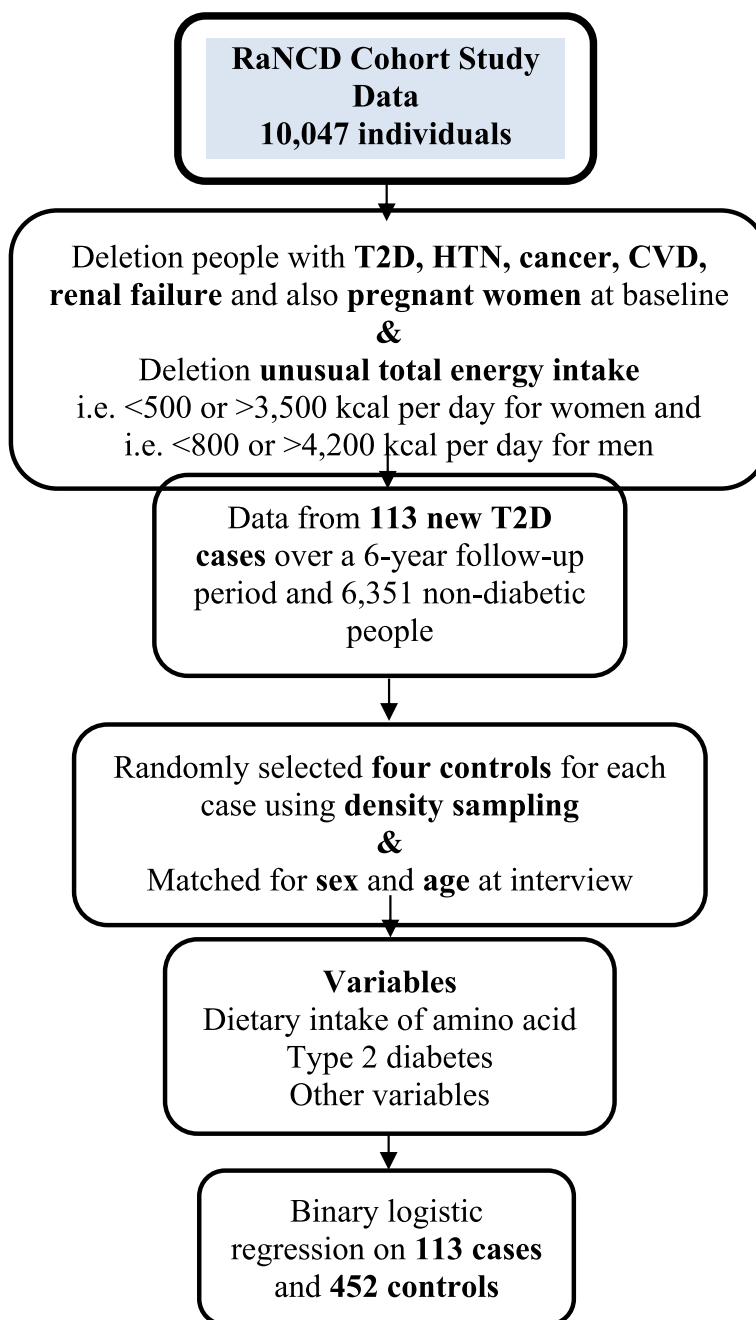 RaNCD Cohort Study
Data
10,047 individuals
Deletion people with T2D, HTN, cancer, CVD,
renal failure and also pregnant women at baseline
&
Deletion unusual total energy intake
i.e. <500 or >3,500 kcal per day for women and
i.e. <800 or >4,200 kcal per day for men
Data from 113 new T2D
cases over a 6-year follow-up
period and 6,351 non-diabetic
people
Randomly selected four controls for each
case using density sampling
&
Matched for sex and age at interview
Variables
Dietary intake of amino acid
Type 2 diabetes
Other variables
Binary logistic
regression on 113 cases
and 452 controls